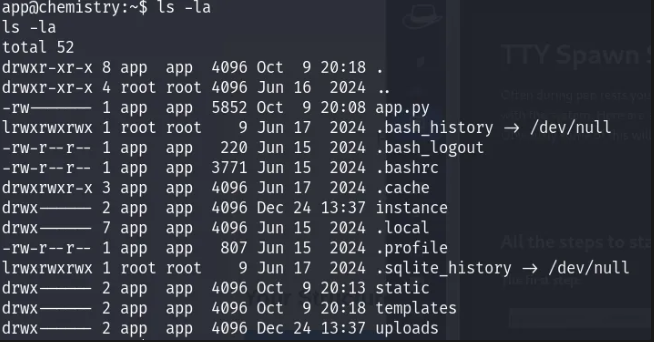 app@chemistry:~$ ls -la
ls -la
total 52
drwxr-xr-x 8 app  app  4096 Oct  9 20:18 .
drwxr-xr-x 4 root root 4096 Jun 16  2024 ..
-rw------- 1 app  app  5852 Oct  9 20:08 app.py
lrwxrwxrwx 1 root root    9 Jun 17  2024 .bash_history -> /dev/null
-rw-r--r-- 1 app  app   220 Jun 15  2024 .bash_logout
-rw-r--r-- 1 app  app  3771 Jun 15  2024 .bashrc
drwxrwxr-x 3 app  app  4096 Jun 17  2024 .cache
drwx------ 2 app  app  4096 Dec 24 13:37 instance
drwx------ 7 app  app  4096 Jun 15  2024 .local
-rw-r--r-- 1 app  app   807 Jun 15  2024 .profile
lrwxrwxrwx 1 root root    9 Jun 17  2024 .sqlite_history -> /dev/null
drwx------ 2 app  app  4096 Oct  9 20:13 static
drwx------ 2 app  app  4096 Oct  9 20:18 templates
drwx------ 2 app  app  4096 Dec 24 13:37 uploads
TTY Spawn S
All the steps to st